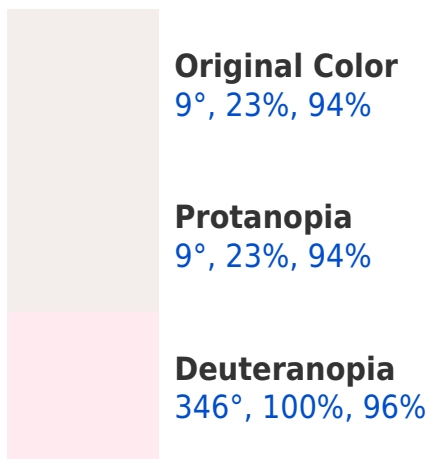 Original Color
9°, 23%, 94%
Protanopia
9°, 23%, 94%
Deuteranopia
346°, 100%, 96%